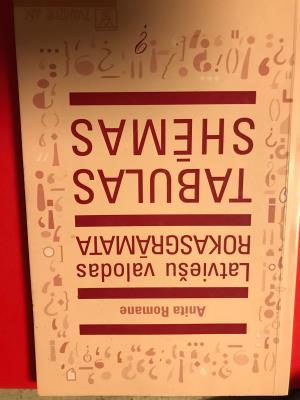 Anita Romane
Latviešu valodas
ROKASGRĀMATA
TABULAS
SHĒMAS